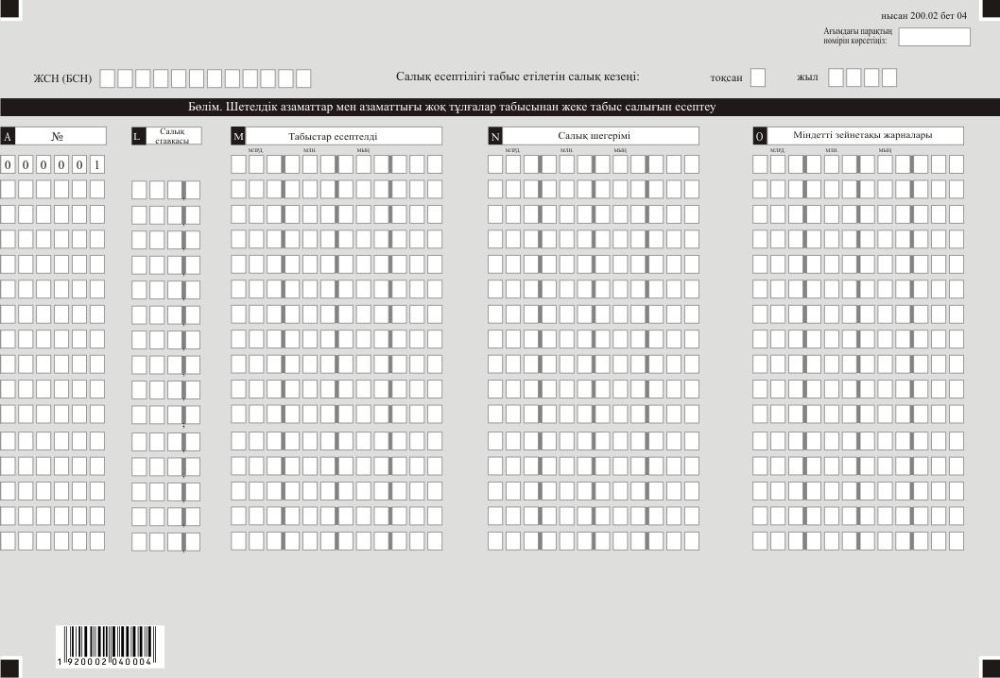 нысан 200.02 бет 04
Ағымдағы парақтың
нөмірін көрсетіңіз:
ЖСН (БСН)
Салық есептілігі табыс етілетін салық кезеңі:
тоқсан
жыл
Бөлім. Шетелдік азаматтар мен азаматтығы жоқ тұлғалар табысынан жеке табыс салығын есептеу
A №
L Салық
ставкасы
M Табыстар есептелді
N Салық шегерімі
O Міндетті зейнетақы жарналары
МЛРД. МЛН. МЫҢ
МЛРД. МЛН. МЫҢ
МЛРД. МЛН. МЫҢ
0 0 0 0 0 1
1 920002 040004